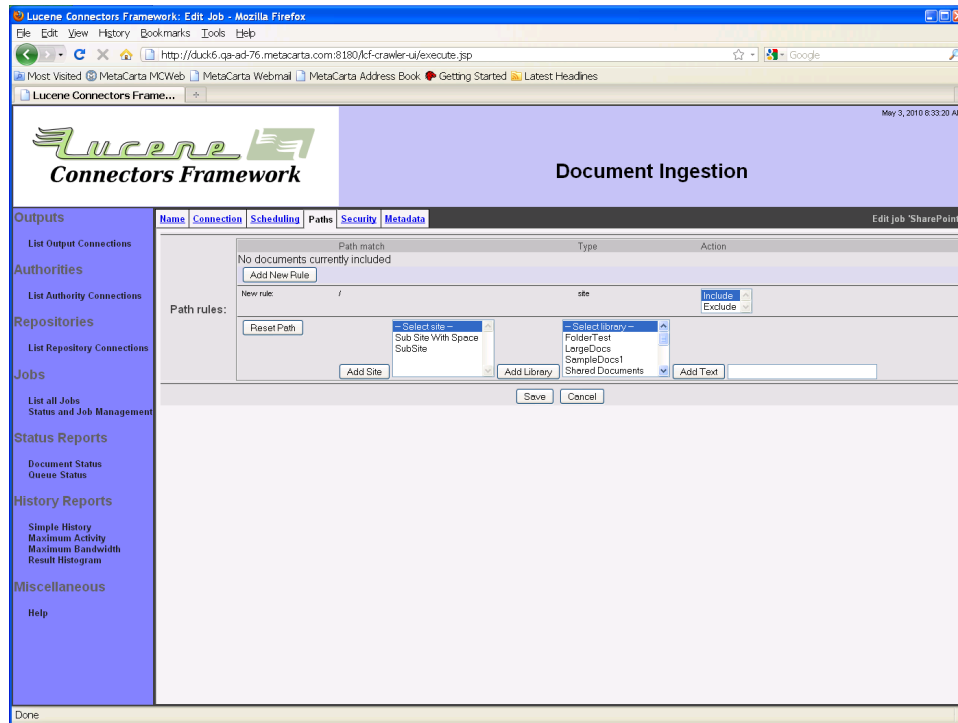 Lucene Connectors Framework: Edit Job - Mozilla Firefox
File Edit View History Bookmarks Tools Help
http://duck6.qa-ad-76.metacarta.com:8180/lcf-crawler-ui/execute.jsp
Google
Most Visited MetaCarta MCWeb MetaCarta Webmail MetaCarta Address Book Getting Started Latest Headlines
Lucene Connectors Frame...
May 3, 2010 8:33:20 A
Lucene
Connectors Framework
Document Ingestion
Outputs
List Output Connections
Authorities
List Authority Connections
Repositories
List Repository Connections
Jobs
List all Jobs
Status and Job Management
Status Reports
Document Status
Queue Status
History Reports
Simple History
Maximum Activity
Maximum Bandwidth
Result Histogram
Miscellaneous
Help
Name Connection Scheduling Paths Security Metadata
Edit job 'SharePoint
Path rules:
Path match Type Action
No documents currently included
Add New Rule
New rule: / site
Include
Exclude
Reset Path
-- Select site --
Sub Site With Space
SubSite
Add Site
-- Select library --
FolderTest
LargeDocs
SampleDocs1
Shared Documents
Add Library
Add Text
Save Cancel
Done